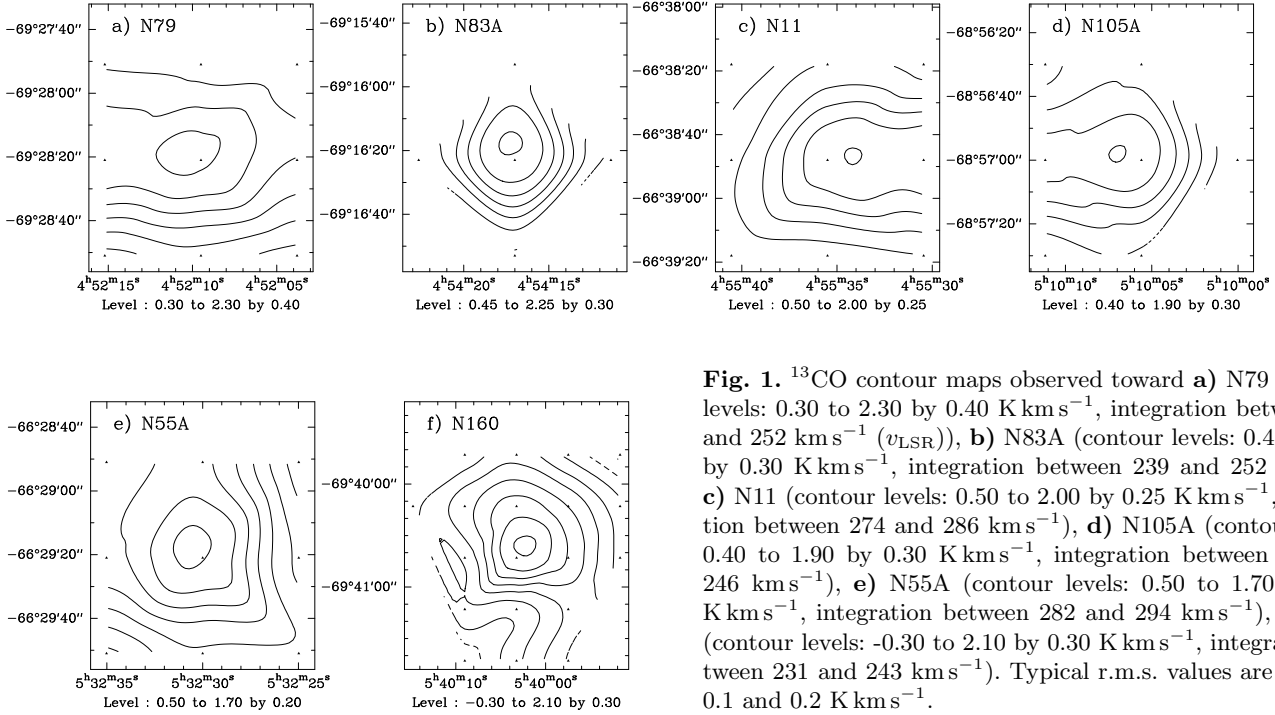 a) N79
−69°27′40″
−69°28′00″
−69°28′20″
−69°28′40″
4ʰ52ᵐ15ˢ 4ʰ52ᵐ10ˢ 4ʰ52ᵐ05ˢ
Level : 0.30 to 2.30 by 0.40
b) N83A
−69°15′40″
−69°16′00″
−69°16′20″
−69°16′40″
4ʰ54ᵐ20ˢ 4ʰ54ᵐ15ˢ
Level : 0.45 to 2.25 by 0.30
c) N11
−66°38′00″
−66°38′20″
−66°38′40″
−66°39′00″
−66°39′20″
4ʰ55ᵐ40ˢ 4ʰ55ᵐ35ˢ 4ʰ55ᵐ30ˢ
Level : 0.50 to 2.00 by 0.25
d) N105A
−68°56′20″
−68°56′40″
−68°57′00″
−68°57′20″
5ʰ10ᵐ10ˢ 5ʰ10ᵐ05ˢ 5ʰ10ᵐ00ˢ
Level : 0.40 to 1.90 by 0.30
e) N55A
−66°28′40″
−66°29′00″
−66°29′20″
−66°29′40″
5ʰ32ᵐ35ˢ 5ʰ32ᵐ30ˢ 5ʰ32ᵐ25ˢ
Level : 0.50 to 1.70 by 0.20
f) N160
−69°40′00″
−69°41′00″
5ʰ40ᵐ10ˢ 5ʰ40ᵐ00ˢ
Level : −0.30 to 2.10 by 0.30
Fig. 1. ¹³CO contour maps observed toward a) N79
levels: 0.30 to 2.30 by 0.40 K km s⁻¹, integration betw
and 252 km s⁻¹ (v_LSR)), b) N83A (contour levels: 0.4
by 0.30 K km s⁻¹, integration between 239 and 252
c) N11 (contour levels: 0.50 to 2.00 by 0.25 K km s⁻¹,
tion between 274 and 286 km s⁻¹), d) N105A (contou
0.40 to 1.90 by 0.30 K km s⁻¹, integration between
246 km s⁻¹), e) N55A (contour levels: 0.50 to 1.70
K km s⁻¹, integration between 282 and 294 km s⁻¹),
(contour levels: -0.30 to 2.10 by 0.30 K km s⁻¹, integra
tween 231 and 243 km s⁻¹). Typical r.m.s. values are
0.1 and 0.2 K km s⁻¹.